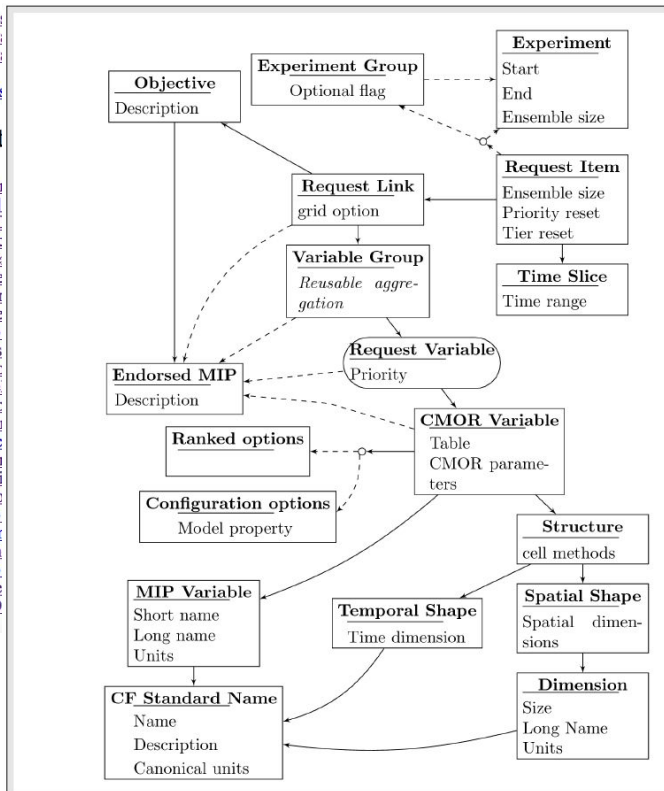 Experiment
Start
End
Ensemble size
Experiment Group
Optional flag
Objective
Description
Request Item
Ensemble size
Priority reset
Tier reset
Request Link
grid option
Variable Group
Reusable aggre-
gation
Time Slice
Time range
Request Variable
Priority
Endorsed MIP
Description
CMOR Variable
Table
CMOR parame-
ters
Ranked options
Configuration options
Model property
Structure
cell methods
MIP Variable
Short name
Long name
Units
Temporal Shape
Time dimension
Spatial Shape
Spatial dimen-
sions
CF Standard Name
Name
Description
Canonical units
Dimension
Size
Long Name
Units